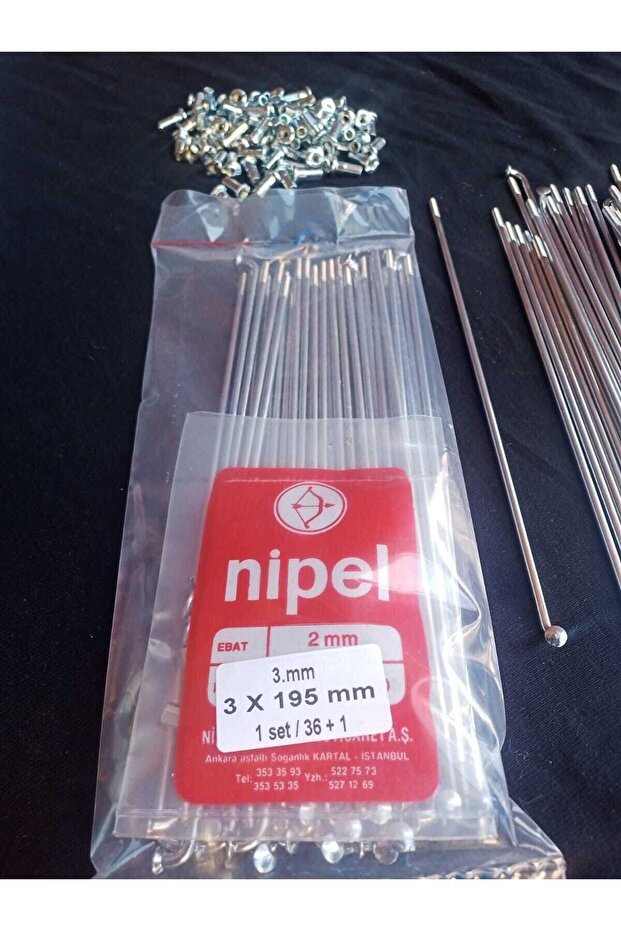 nipel
EBAT
2 mm
3.mm
3 X 195 mm
1 set / 36 + 1
Nİ
A.Ş.
Ankara asfaltı Soğanlık KARTAL - İSTANBUL
Tel: 353 35 93 Yzh.: 522 75 73
353 53 35 527 12 69